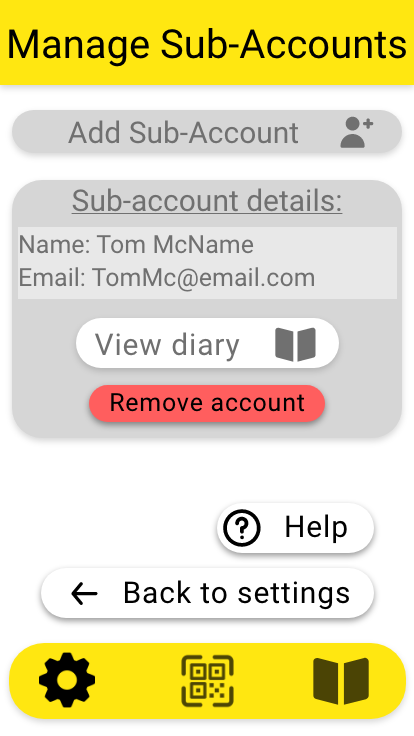 Manage Sub-Accounts
Add Sub-Account
Sub-account details:
Name: Tom McName
Email: TomMc@email.com
View diary
Remove account
Help
Back to settings